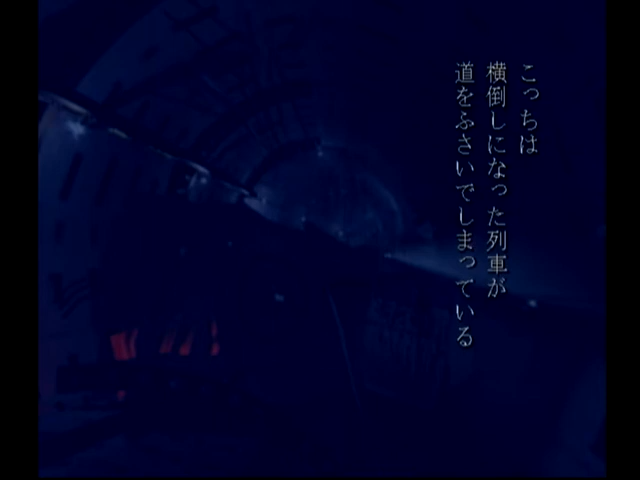 こっちは
横倒しになった列車が
道をふさいでしまっている